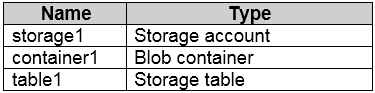 Name Type
storage1 Storage account
container1 Blob container
table1 Storage table